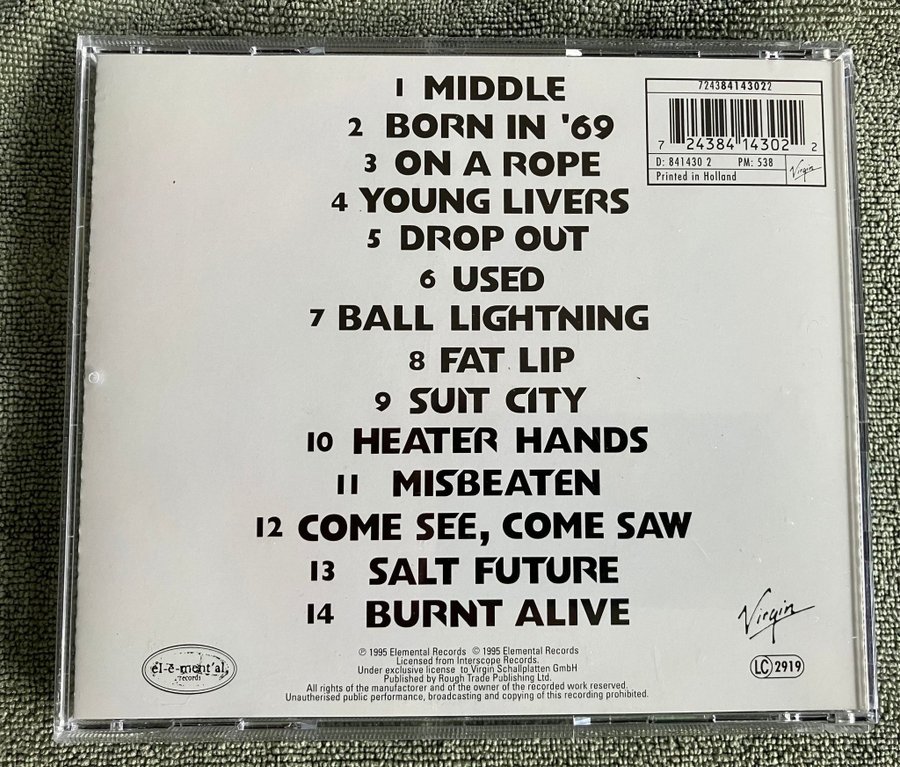 1 MIDDLE
2 BORN IN '69
3 ON A ROPE
4 YOUNG LIVERS
5 DROP OUT
6 USED
7 BALL LIGHTNING
8 FAT LIP
9 SUIT CITY
10 HEATER HANDS
11 MISBEATEN
12 COME SEE, COME SAW
13 SALT FUTURE
14 BURNT ALIVE
724384143022
7 24384 14302 2
D: 841430 2 PM: 538
Printed in Holland
Virgin
Virgin
LC 2919
el-e-ment'al
records
℗ 1995 Elemental Records © 1995 Elemental Records
Licensed from Interscope Records.
Under exclusive license to Virgin Schallplatten GmbH
Published by Rough Trade Publishing Ltd.
All rights of the manufactoror and of the owner of the recorded work reserved.
Unautherised public performance, broadcasting and copying of this recording prohibited.